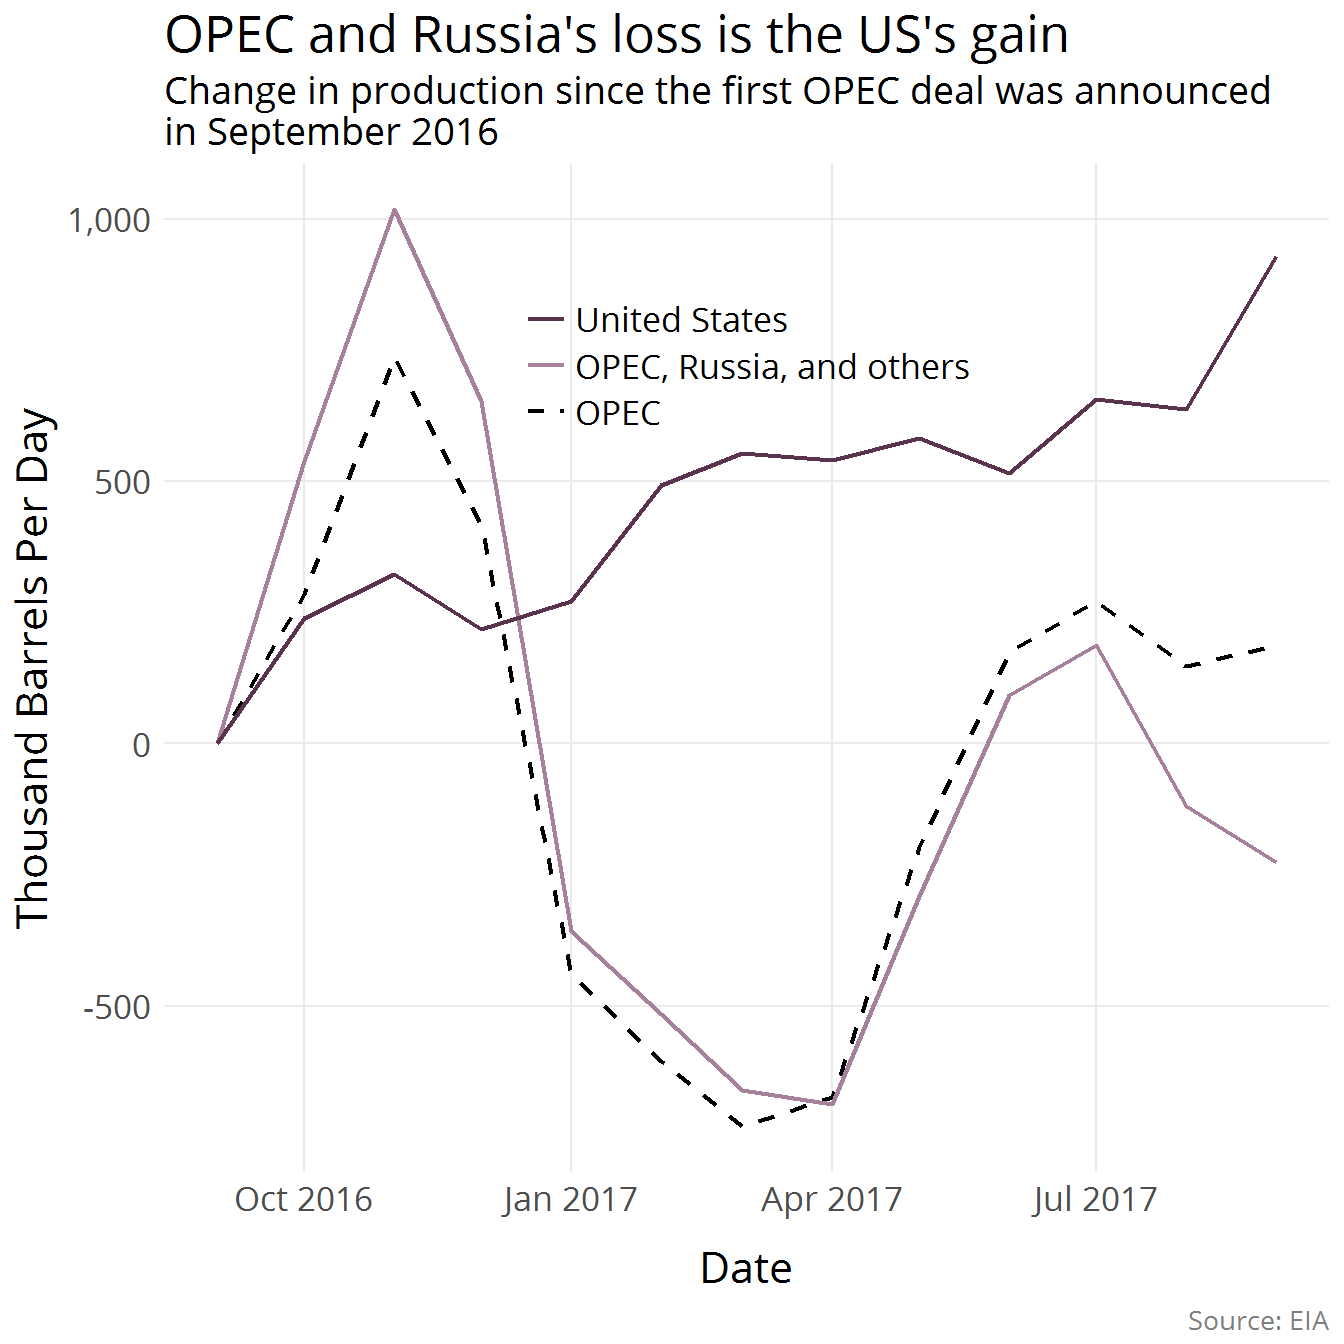 OPEC and Russia's loss is the US's gain
Change in production since the first OPEC deal was announced
in September 2016
Thousand Barrels Per Day
1,000
500
0
-500
United States
OPEC, Russia, and others
OPEC
Oct 2016
Jan 2017
Apr 2017
Jul 2017
Date
Source: EIA